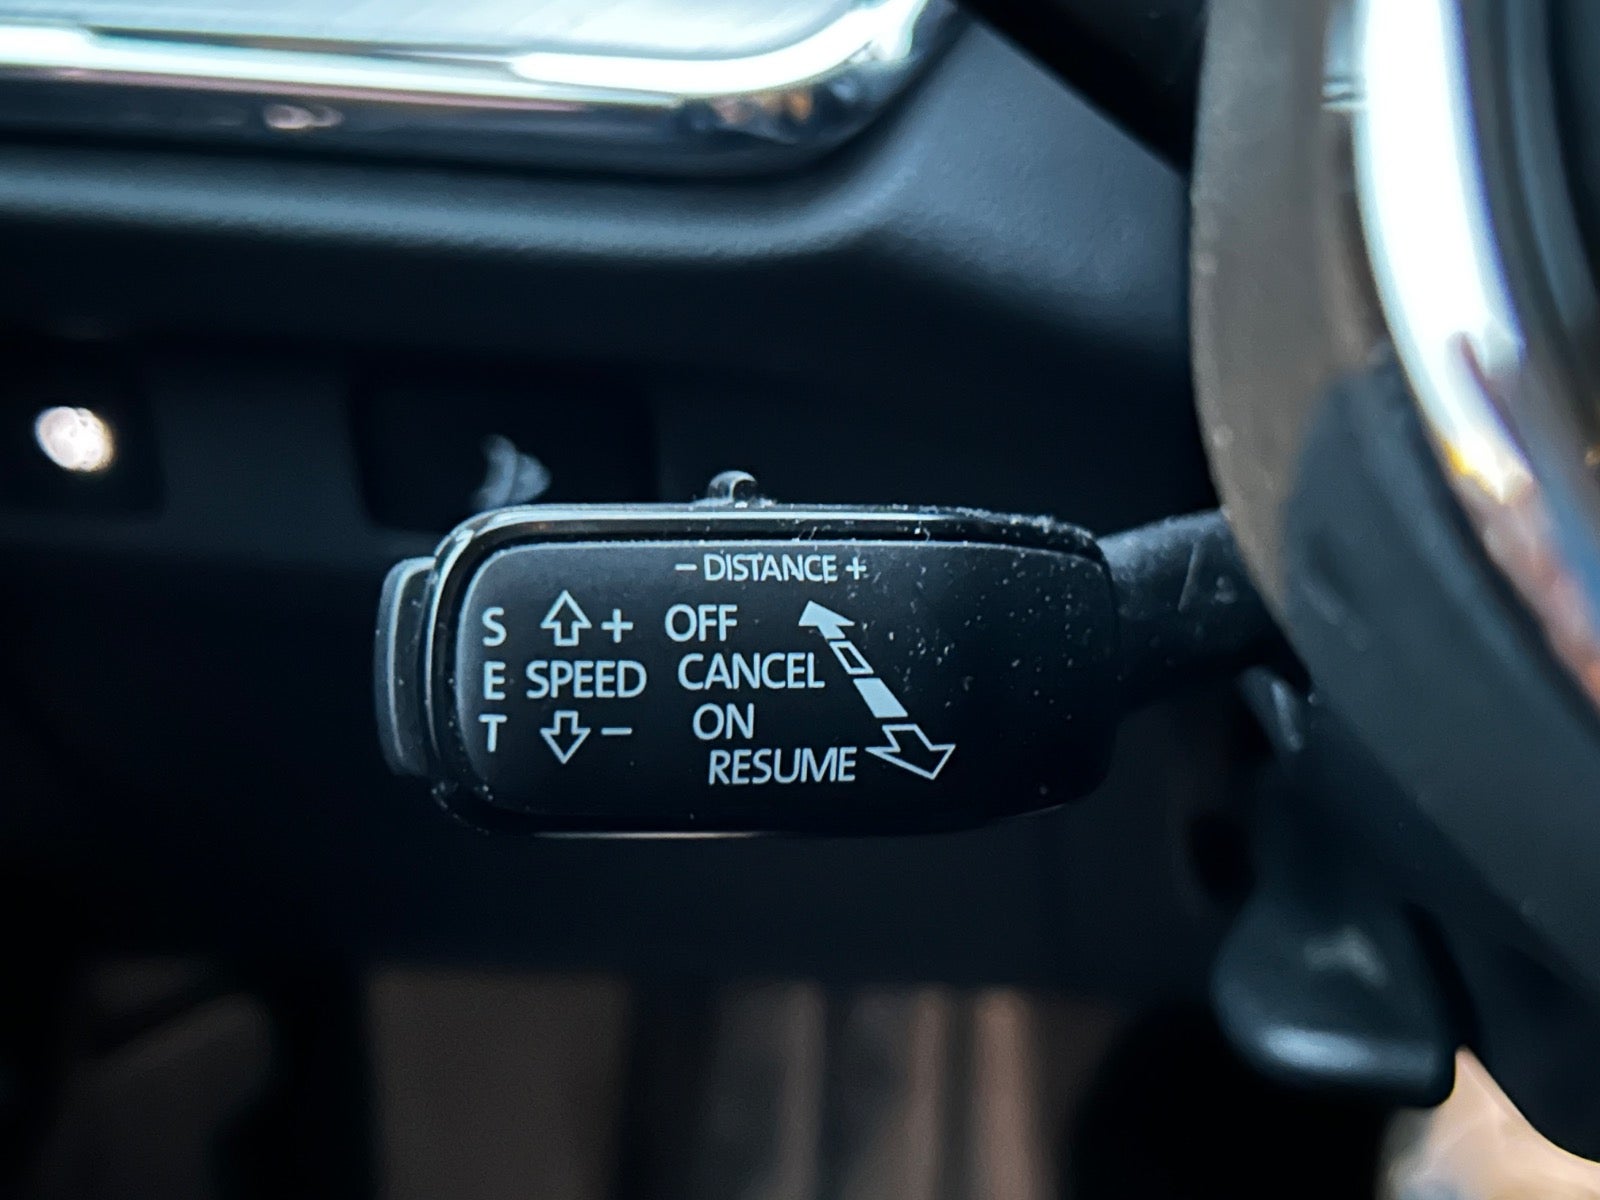 − DISTANCE +
S + OFF
E SPEED CANCEL
T − ON
RESUME